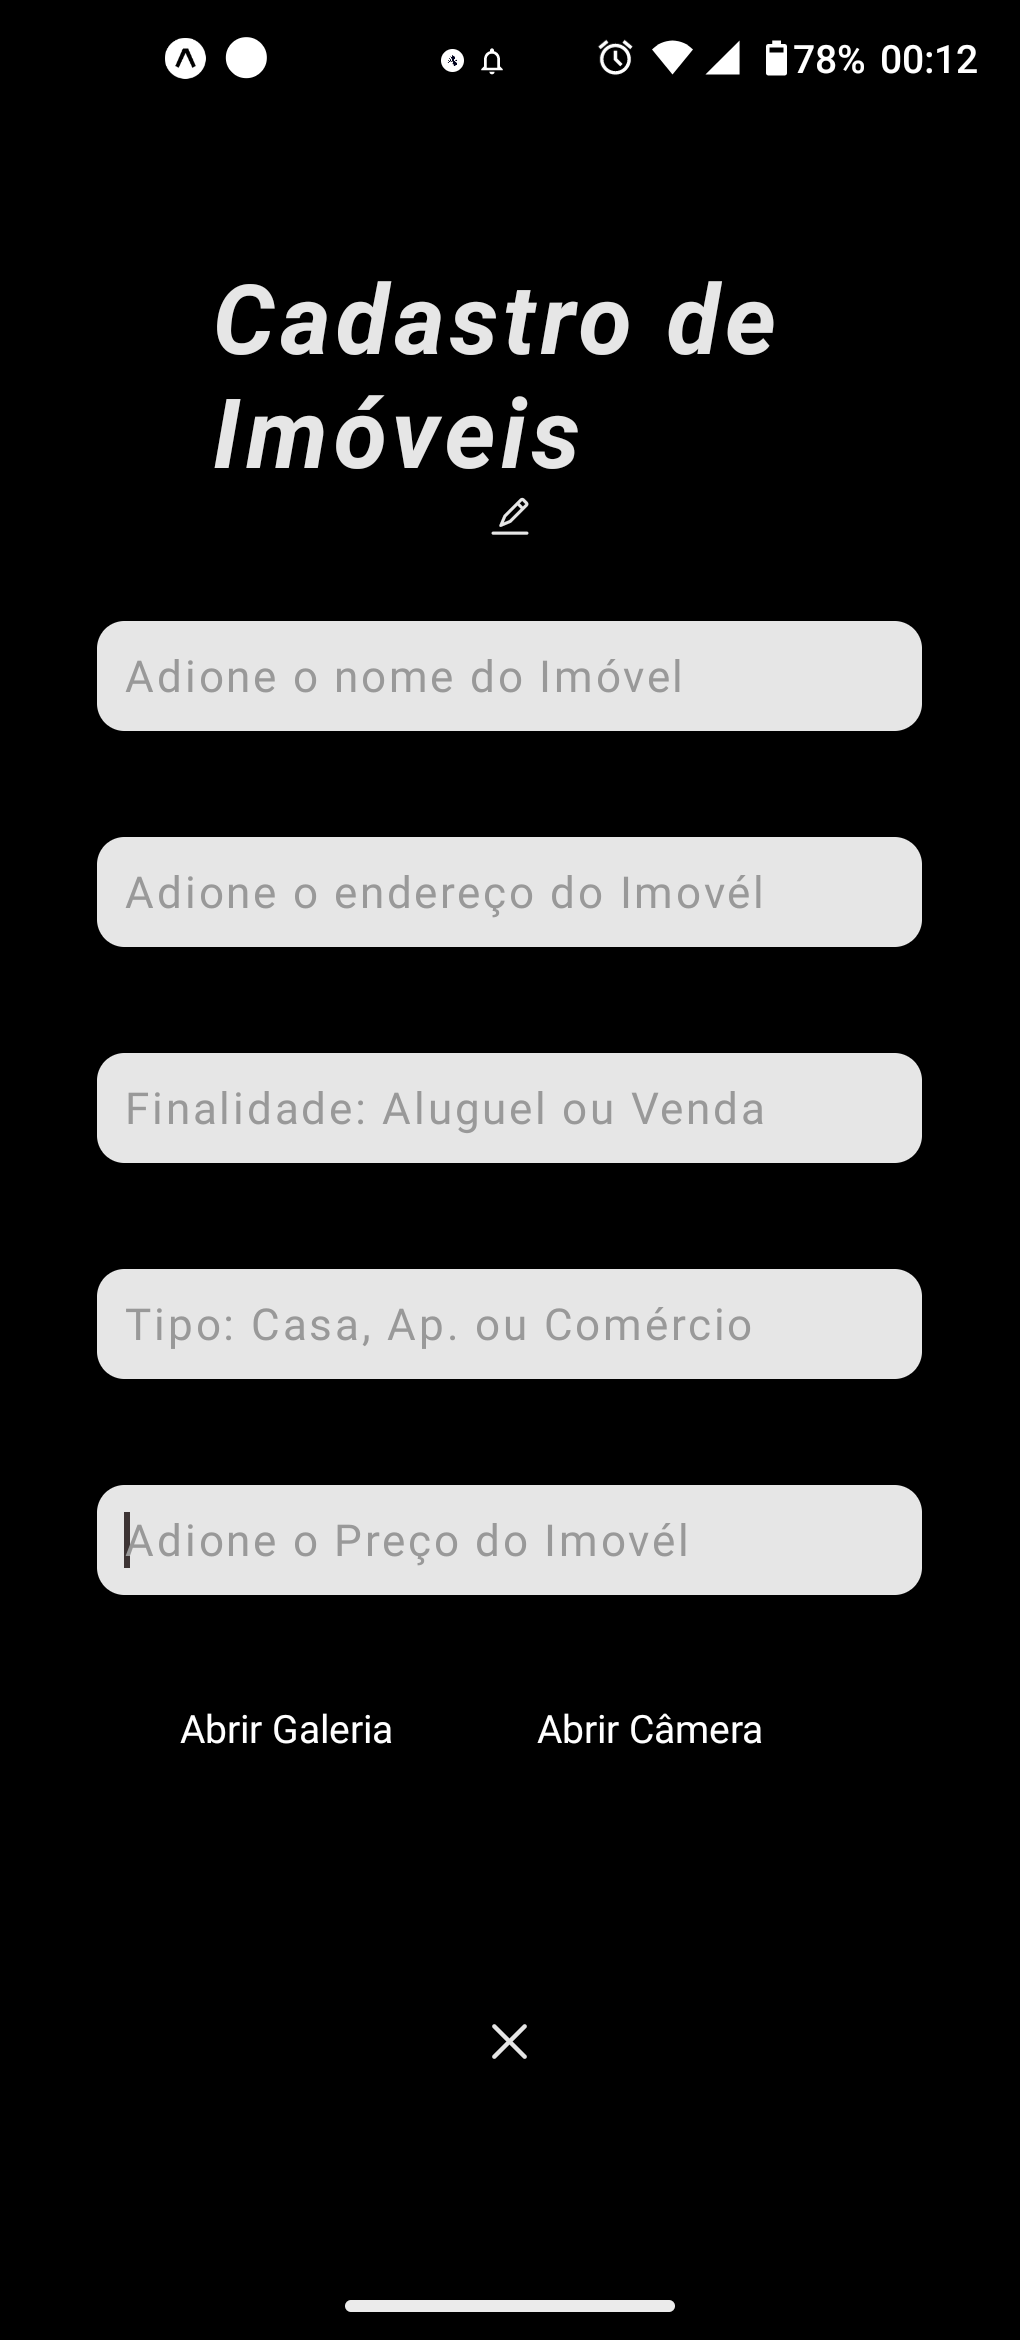 78% 00:12
Cadastro de
Imóveis
Adione o nome do Imóvel
Adione o endereço do Imovél
Finalidade: Aluguel ou Venda
Tipo: Casa, Ap. ou Comércio
Adione o Preço do Imovél
Abrir Galeria Abrir Câmera